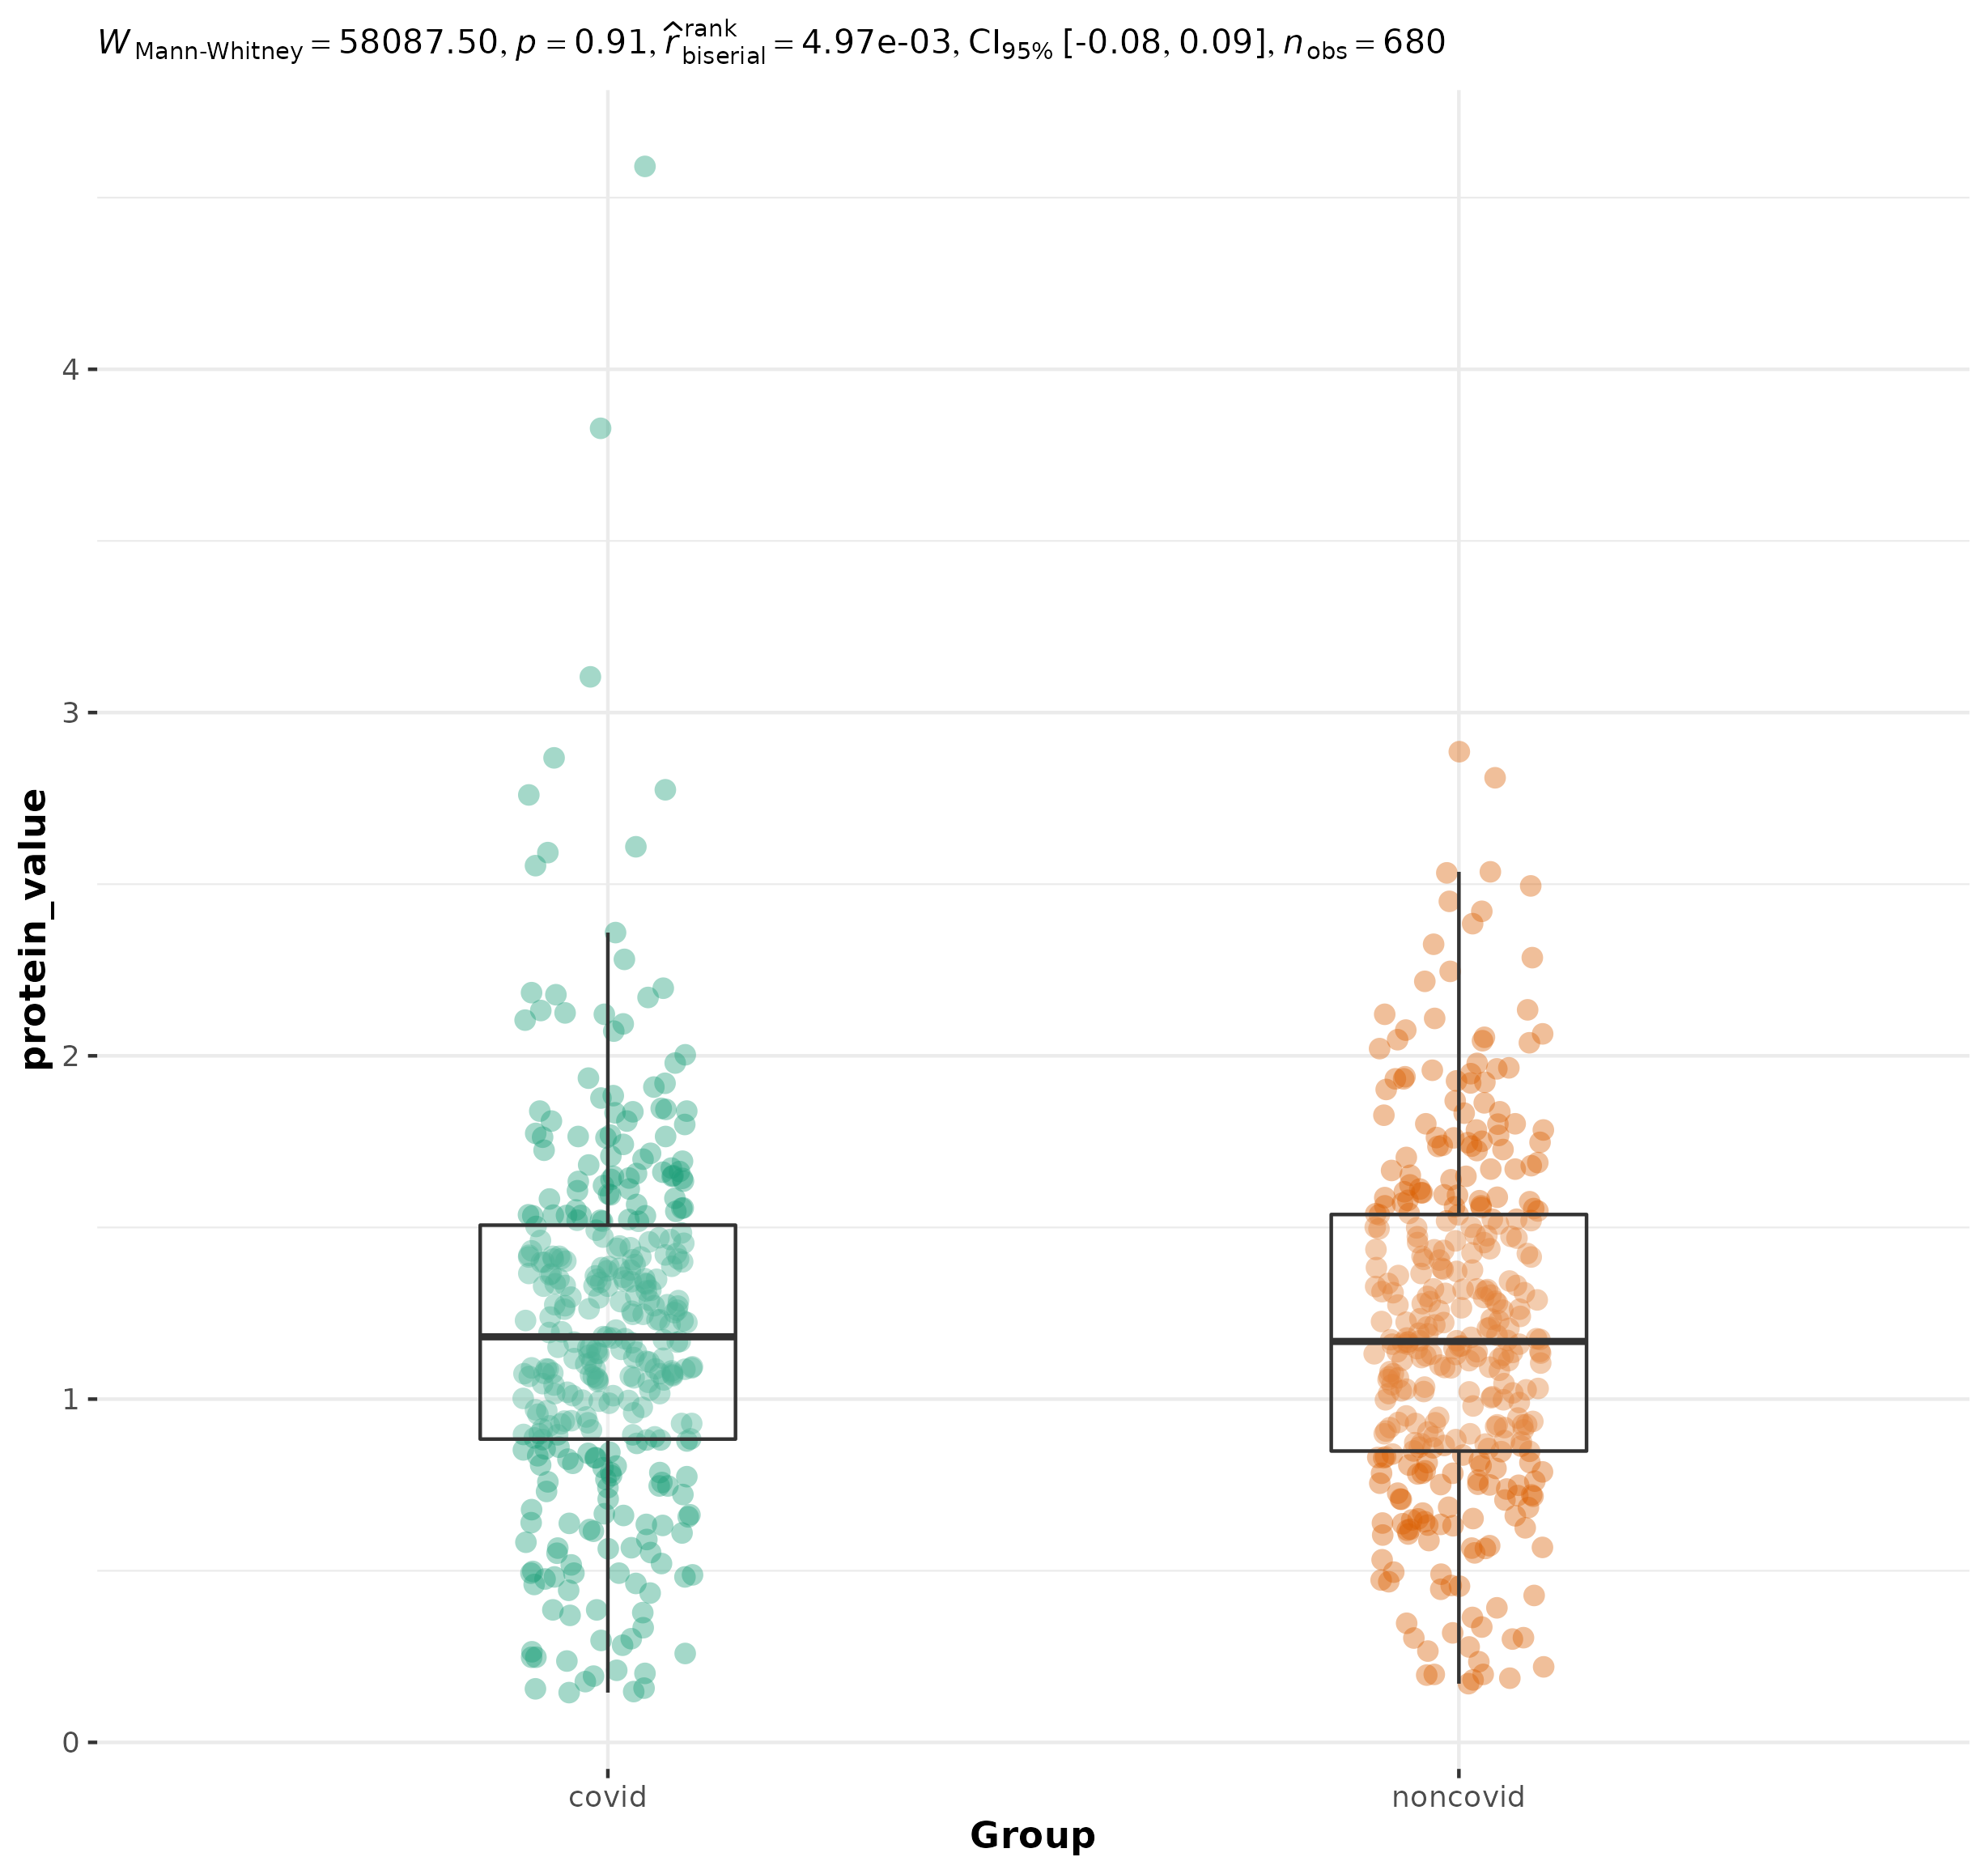 W Mann-Whitney = 58087.50, p = 0.91, r̂ rank biserial = 4.97e-03, CI95% [-0.08, 0.09], nobs = 680
4
3
2
1
0
protein_value
covid noncovid
Group